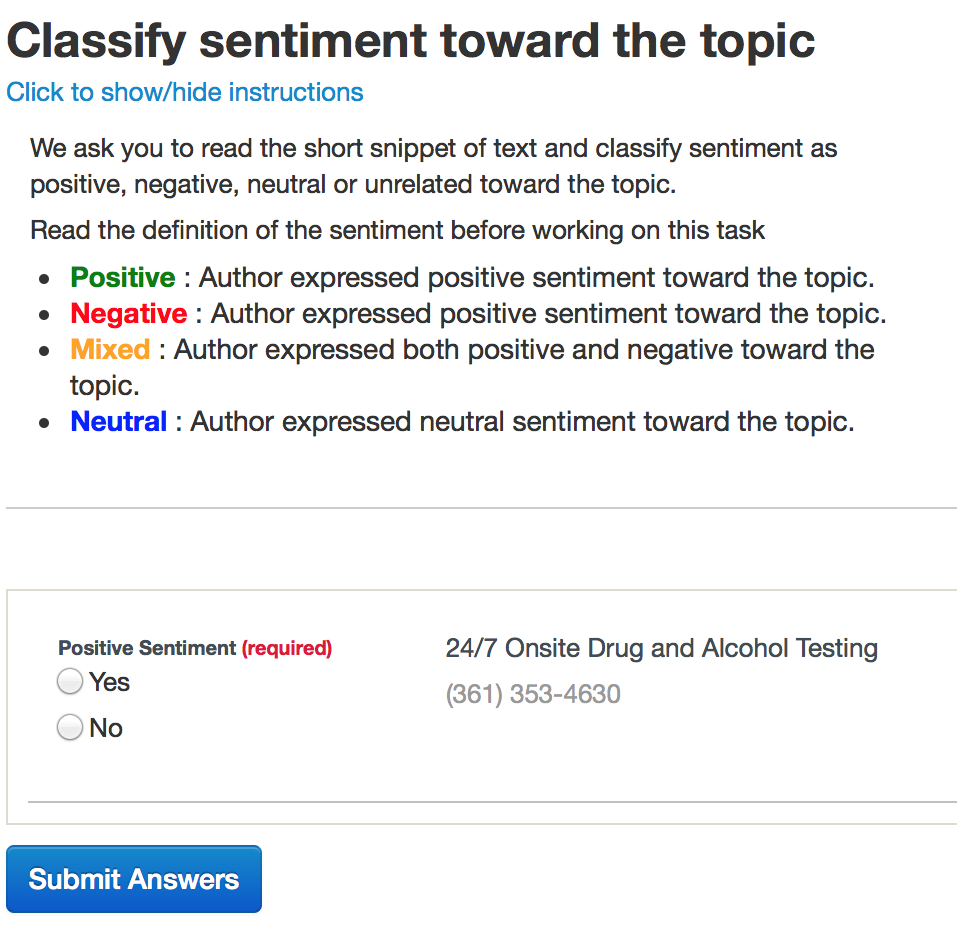 Classify sentiment toward the topic
Click to show/hide instructions
We ask you to read the short snippet of text and classify sentiment as
positive, negative, neutral or unrelated toward the topic.
Read the definition of the sentiment before working on this task
• Positive : Author expressed positive sentiment toward the topic.
• Negative : Author expressed positive sentiment toward the topic.
• Mixed : Author expressed both positive and negative toward the
topic.
• Neutral : Author expressed neutral sentiment toward the topic.
Positive Sentiment (required)
Yes
No
24/7 Onsite Drug and Alcohol Testing
(361) 353-4630
Submit Answers